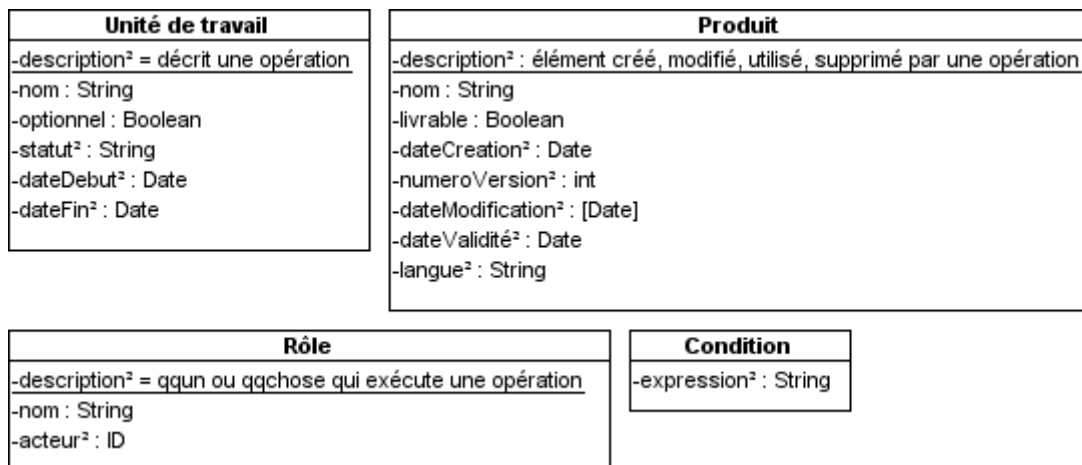 Unité de travail
-description² = décrit une opération
-nom : String
-optionnel : Boolean
-statut² : String
-dateDebut² : Date
-dateFin² : Date
Produit
-description² : élément créé, modifié, utilisé, supprimé par une opération
-nom : String
-livrable : Boolean
-dateCreation² : Date
-numeroVersion² : int
-dateModification² : [Date]
-dateValidité² : Date
-langue² : String
Rôle
-description² = qqun ou qqchose qui exécute une opération
-nom : String
-acteur² : ID
Condition
-expression² : String